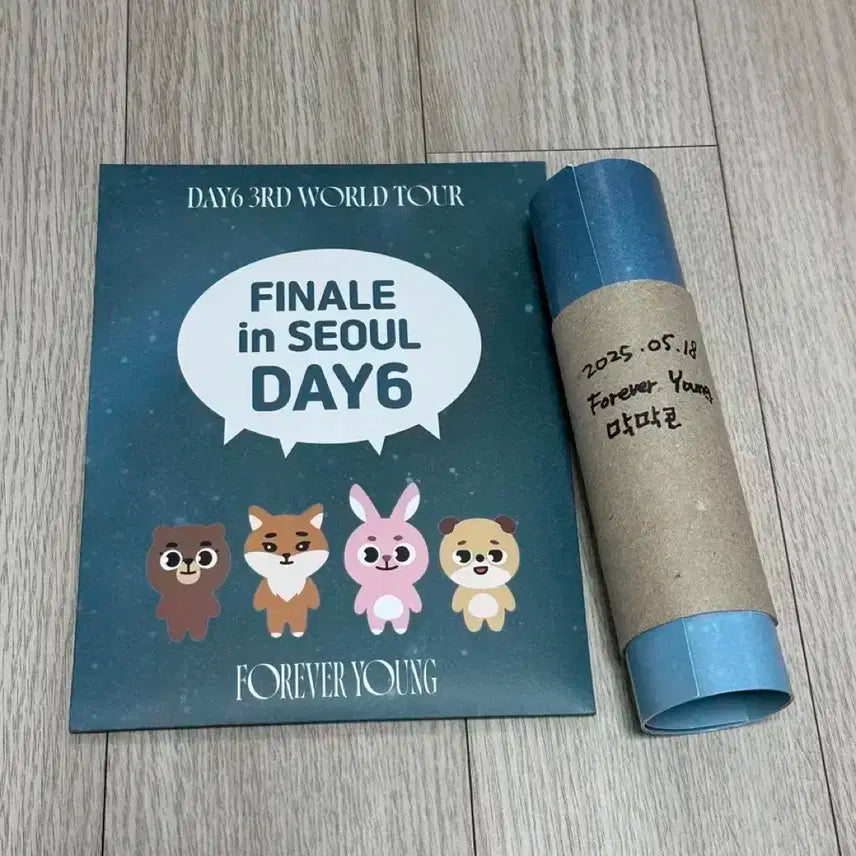 DAY6 3RD WORLD TOUR
FINALE
in SEOUL
DAY6
FOREVER YOUNG
2025.05.18
Forever Young
막막콘